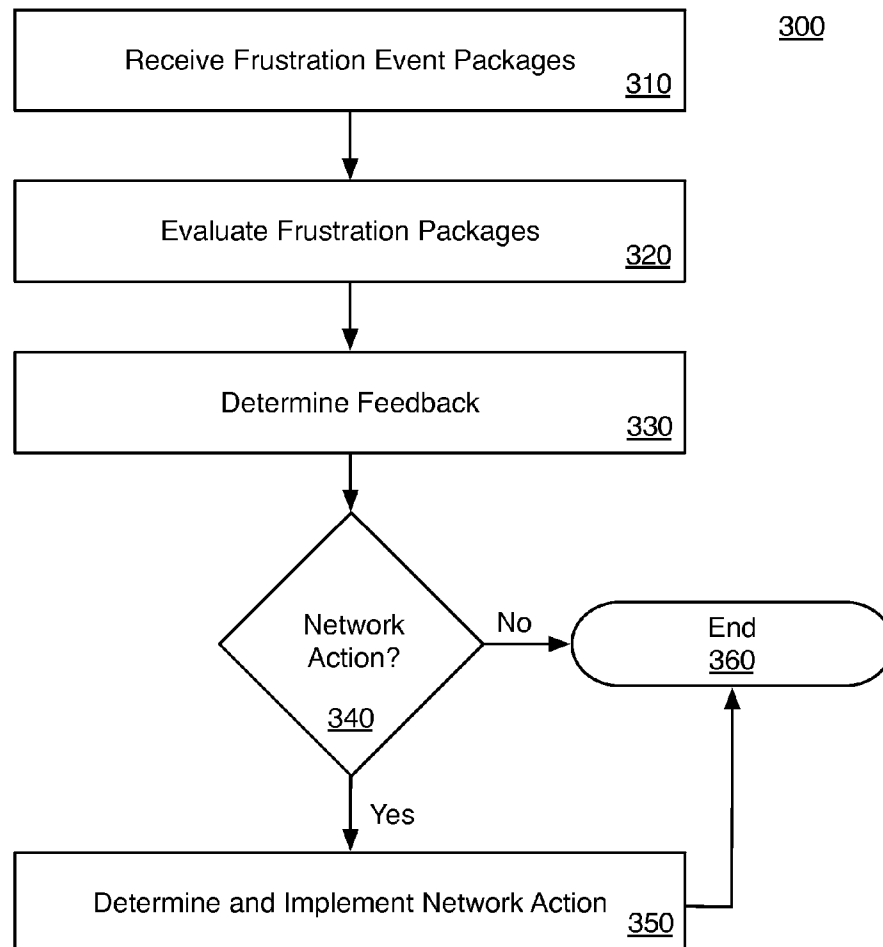 300
Receive Frustration Event Packages
310
Evaluate Frustration Packages
320
Determine Feedback
330
Network
Action?
340
No
End
360
Yes
Determine and Implement Network Action
350